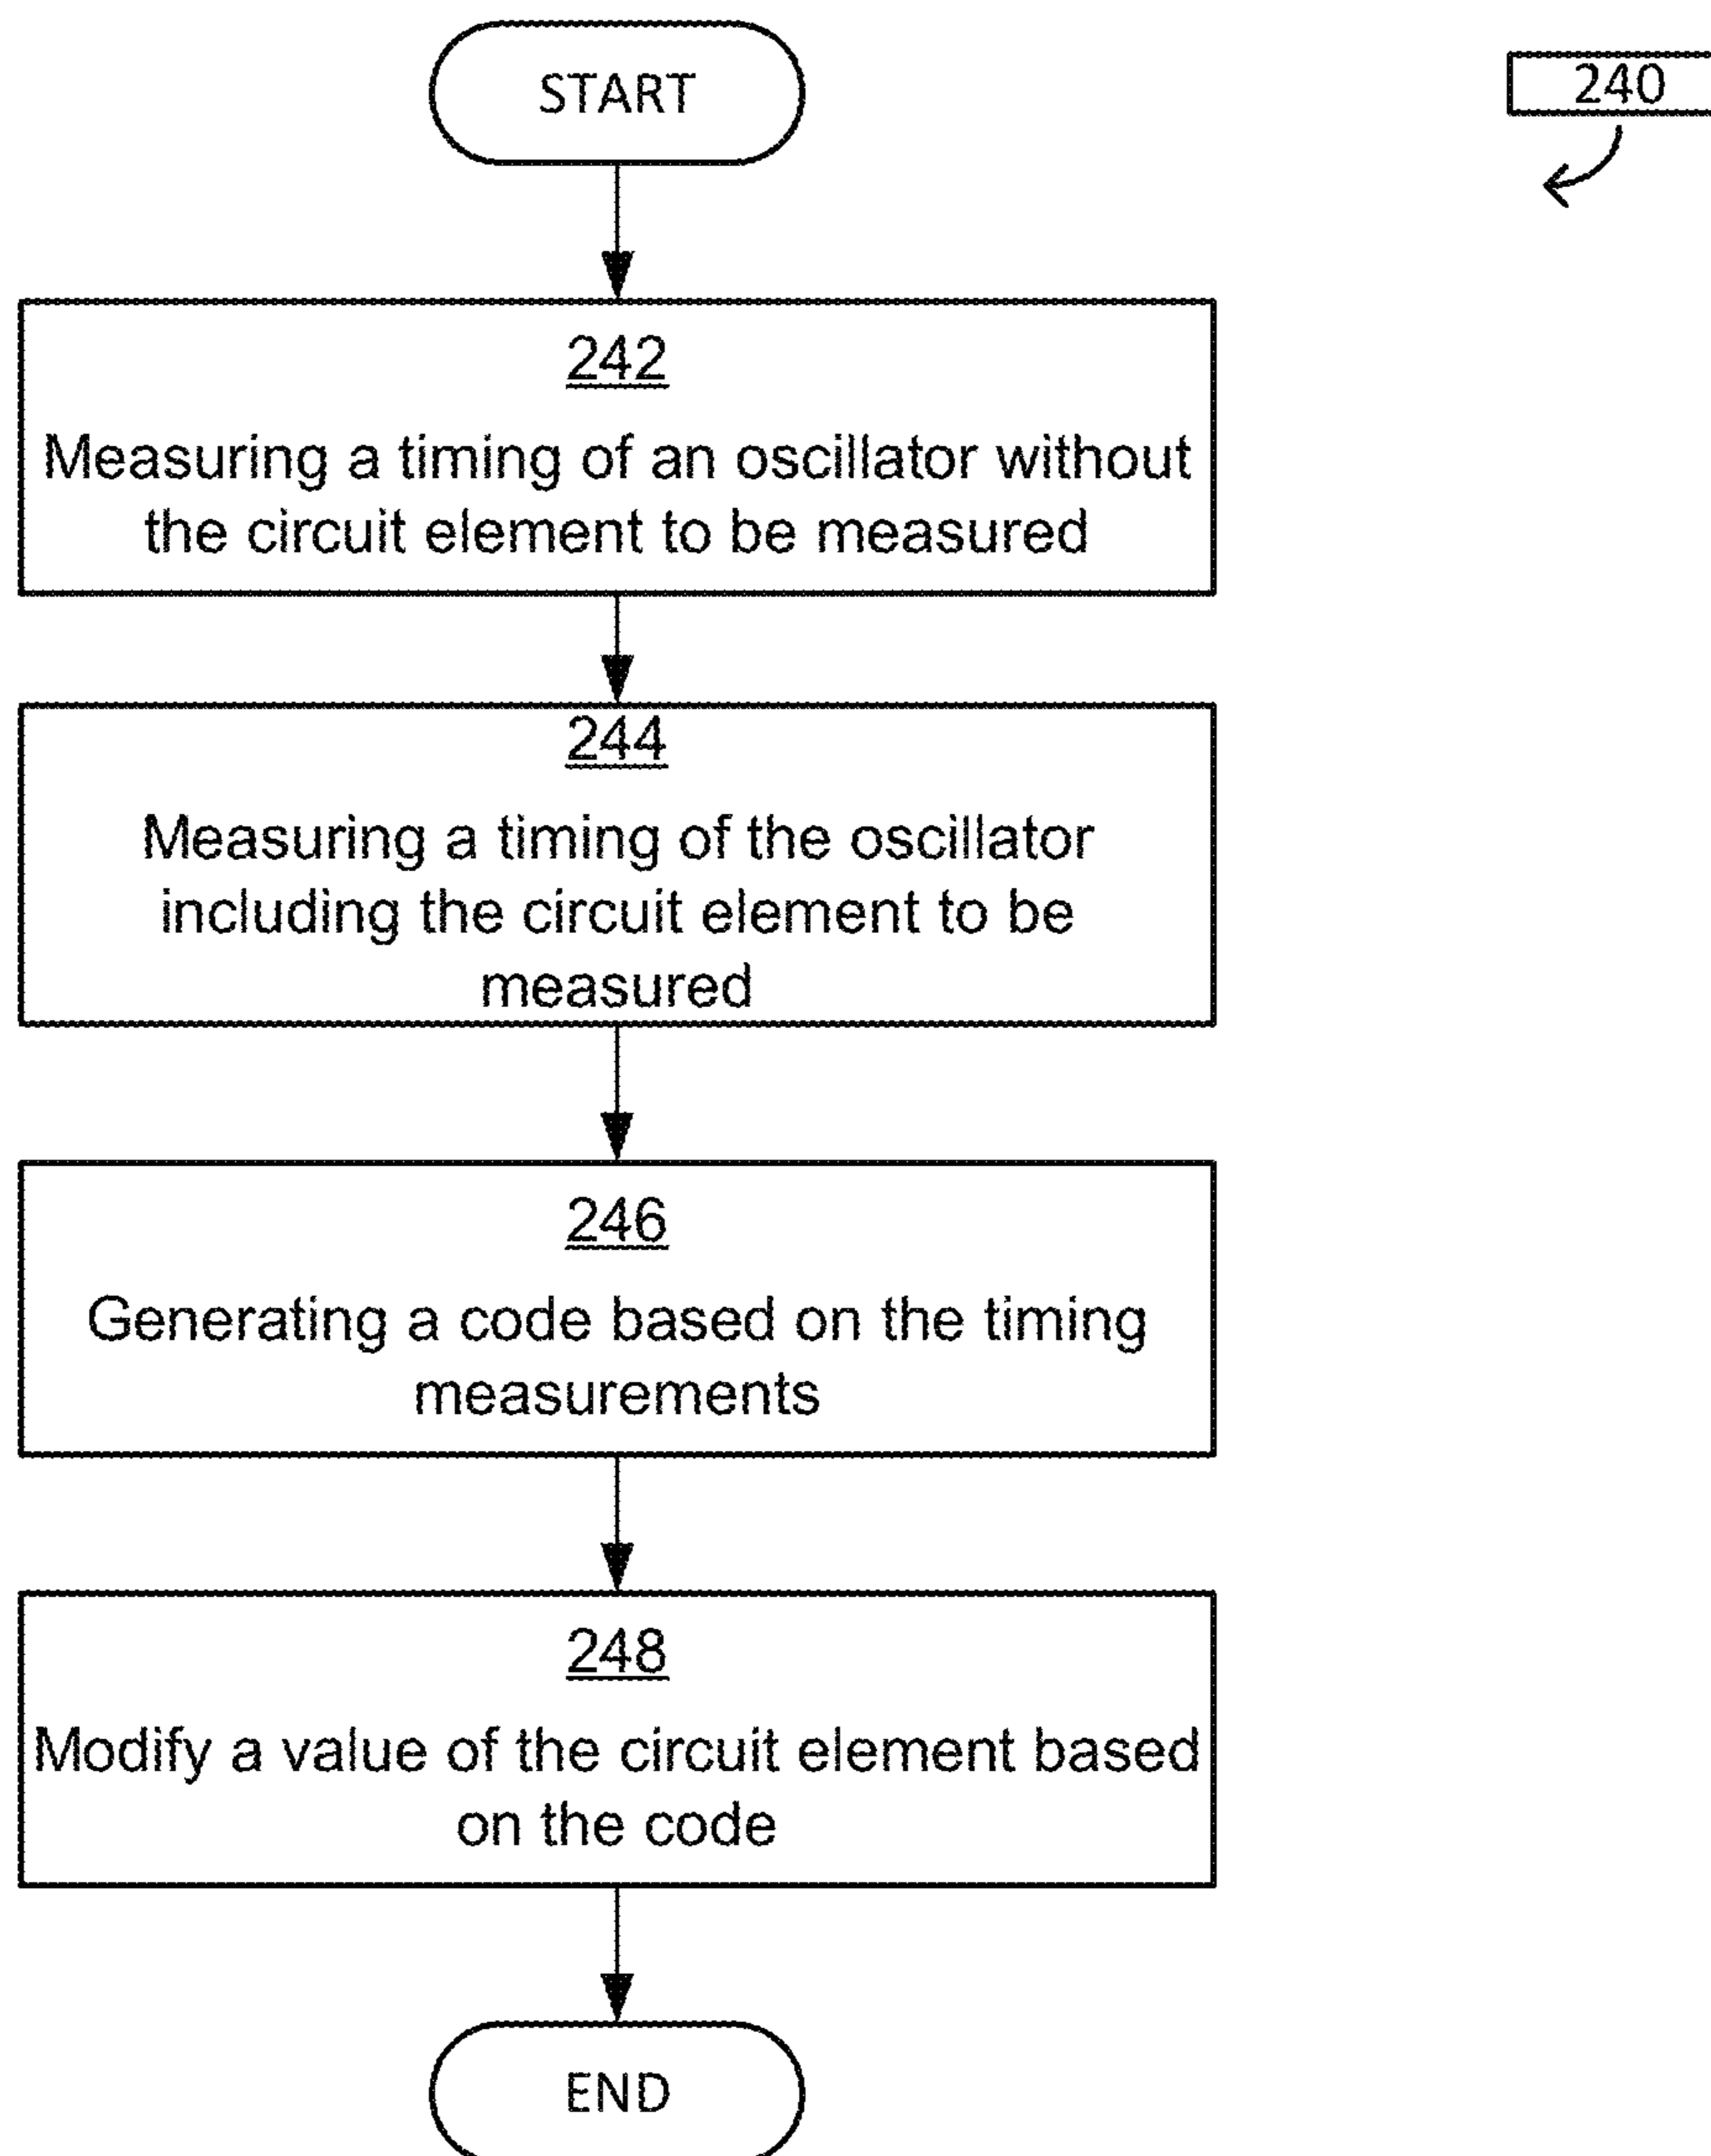 START
240
242
Measuring a timing of an oscillator without
the circuit element to be measured
244
Measuring a timing of the oscillator
including the circuit element to be
measured
246
Generating a code based on the timing
measurements
248
Modify a value of the circuit element based
on the code
END